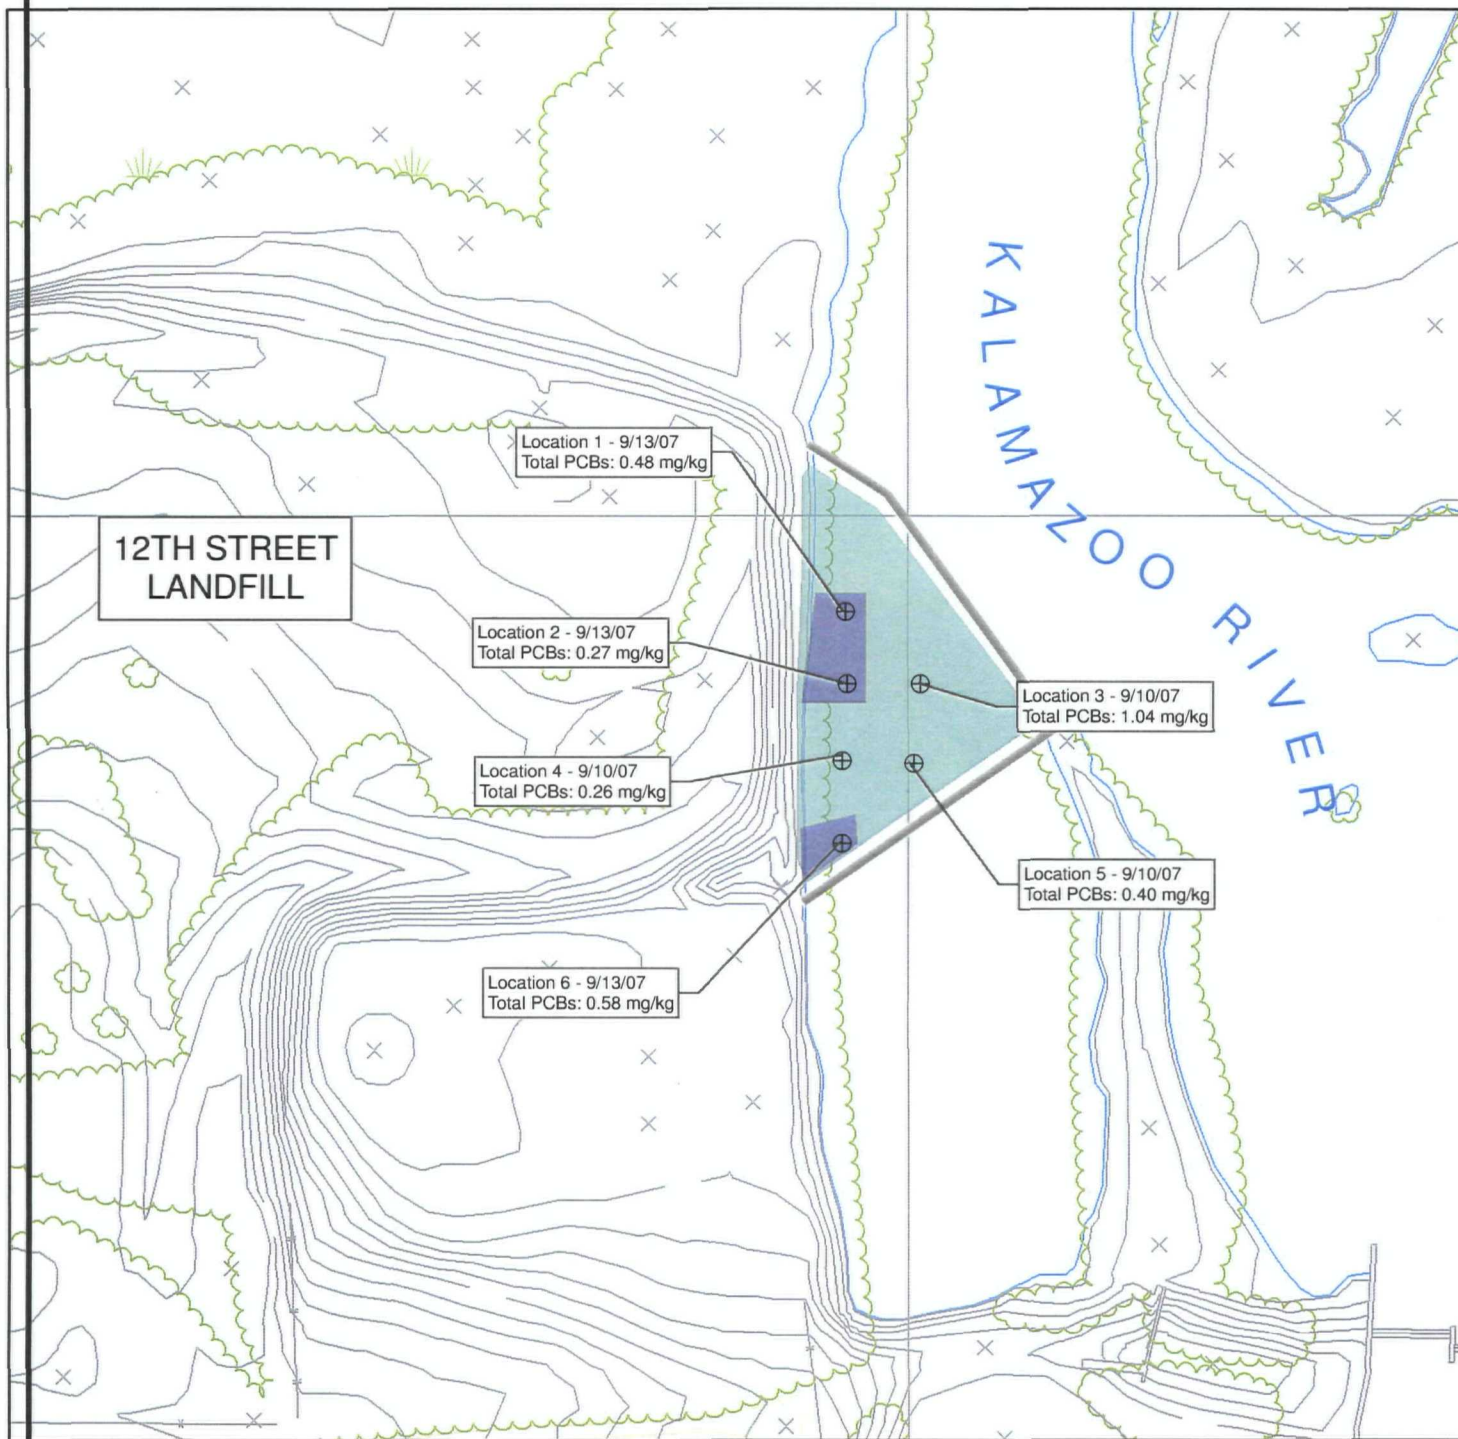 KALAMAZOO RIVER
Location 1 - 9/13/07
Total PCBs: 0.48 mg/kg
12TH STREET
LANDFILL
Location 2 - 9/13/07
Total PCBs: 0.27 mg/kg
Location 3 - 9/10/07
Total PCBs: 1.04 mg/kg
Location 4 - 9/10/07
Total PCBs: 0.26 mg/kg
Location 5 - 9/10/07
Total PCBs: 0.40 mg/kg
Location 6 - 9/13/07
Total PCBs: 0.58 mg/kg